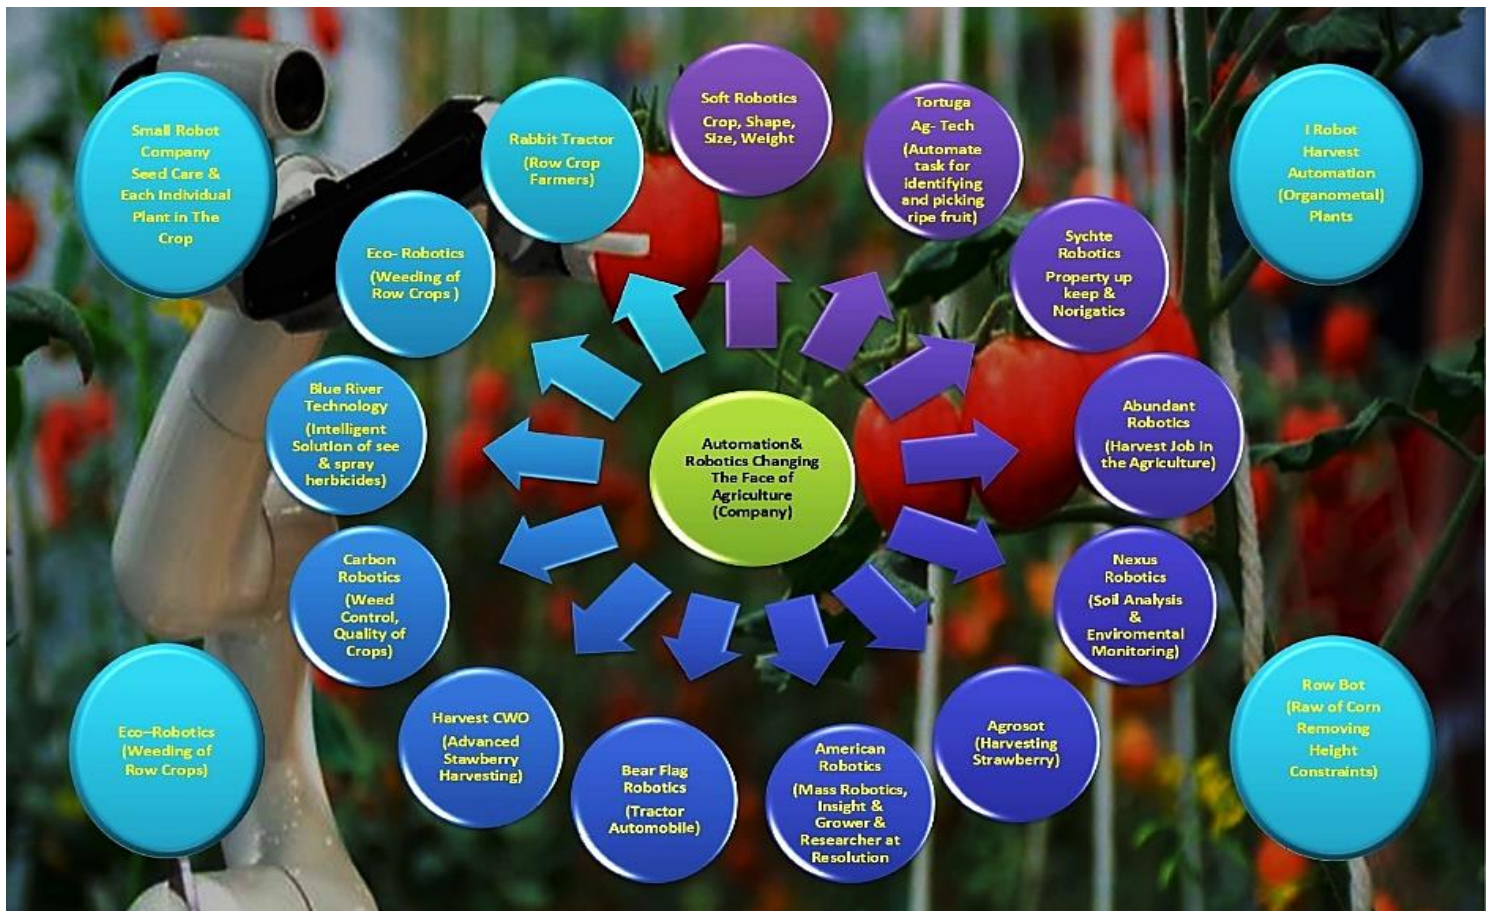 Soft Robotics
Crop, Shape,
Size, Weight
Tortuga
Ag- Tech
(Automate
task for
identifying
and picking
ripe fruit)
Sychte
Robotics
Property up
keep &
Norigatics
Abundant
Robotics
(Harvest Job in
the Agriculture)
Nexus
Robotics
(Soil Analysis
&
Enviromental
Monitoring)
Agrosot
(Harvesting
Strawberry)
American
Robotics
(Mass Robotics,
Insight &
Grower &
Researcher at
Resolution
Bear Flag
Robotics
(Tractor
Automobile)
Harvest CWO
(Advanced
Stawberry
Harvesting)
Carbon
Robotics
(Weed
Control,
Quality of
Crops)
Blue River
Technology
(Intelligent
Solution of see
& spray
herbicides)
Eco- Robotics
(Weeding of
Row Crops )
Rabbit Tractor
(Row Crop
Farmers)
Automation&
Robotics Changing
The Face of
Agriculture
(Company)
Small Robot
Company
Seed Care &
Each Individual
Plant in The
Crop
I Robot
Harvest
Automation
(Organometal)
Plants
Eco–Robotics
(Weeding of
Row Crops)
Row Bot
(Raw of Corn
Removing
Height
Constraints)